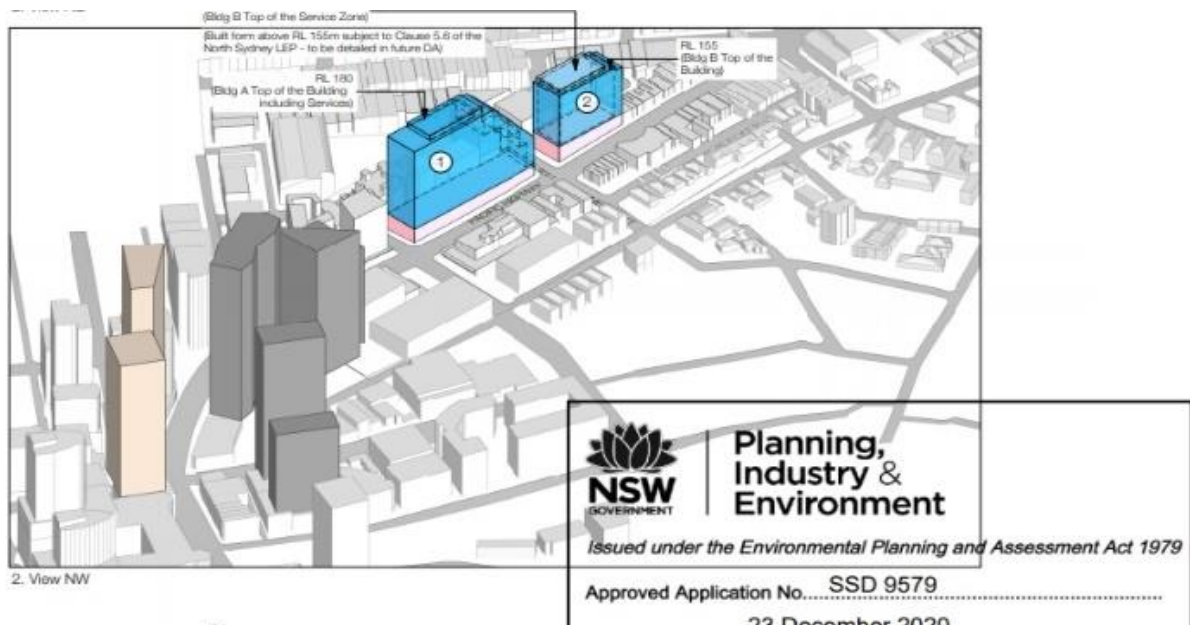 (Bldg B Top of the Service Zone)
(Built form above RL 155m subject to Clause 5.6 of the
North Sydney LEP - to be detailed in future DA)
RL 180
(Bldg A Top of the Building
including Services)
RL 155
(Bldg B Top of the
Building)
1
2
2. View NW
NSW
GOVERNMENT
Planning,
Industry &
Environment
Issued under the Environmental Planning and Assessment Act 1979
Approved Application No. SSD 9579
23 December 2020